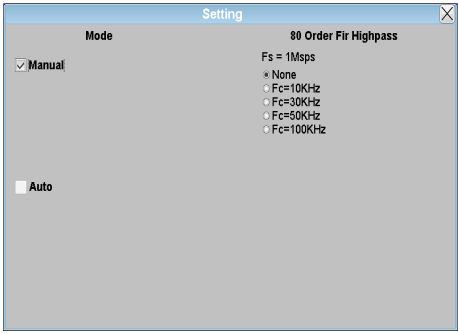 Setting
Mode
Manual
Auto
80 Order Fir Highpass
Fs = 1Msps
None
Fc=10KHz
Fc=30KHz
Fc=50KHz
Fc=100KHz